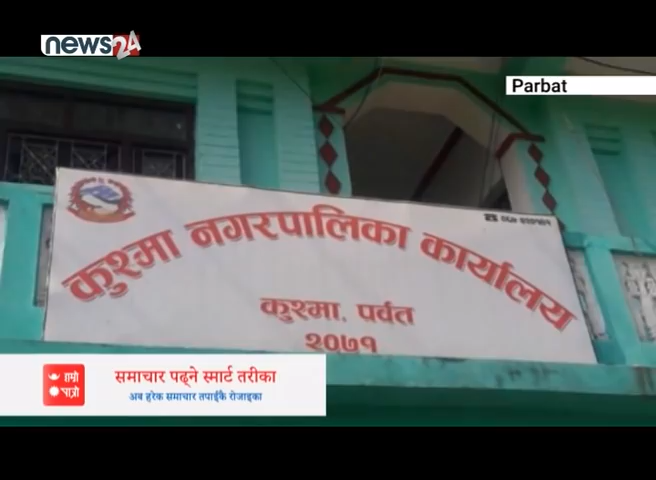 news24
Parbat
कुश्मा नगरपालिका कार्यालय
कुश्मा, पर्वत
२०७१
हाम्रो पात्रो
समाचार पढ्ने स्मार्ट तरीका
अब हरेक समाचार तपाईंकै रोजाइका